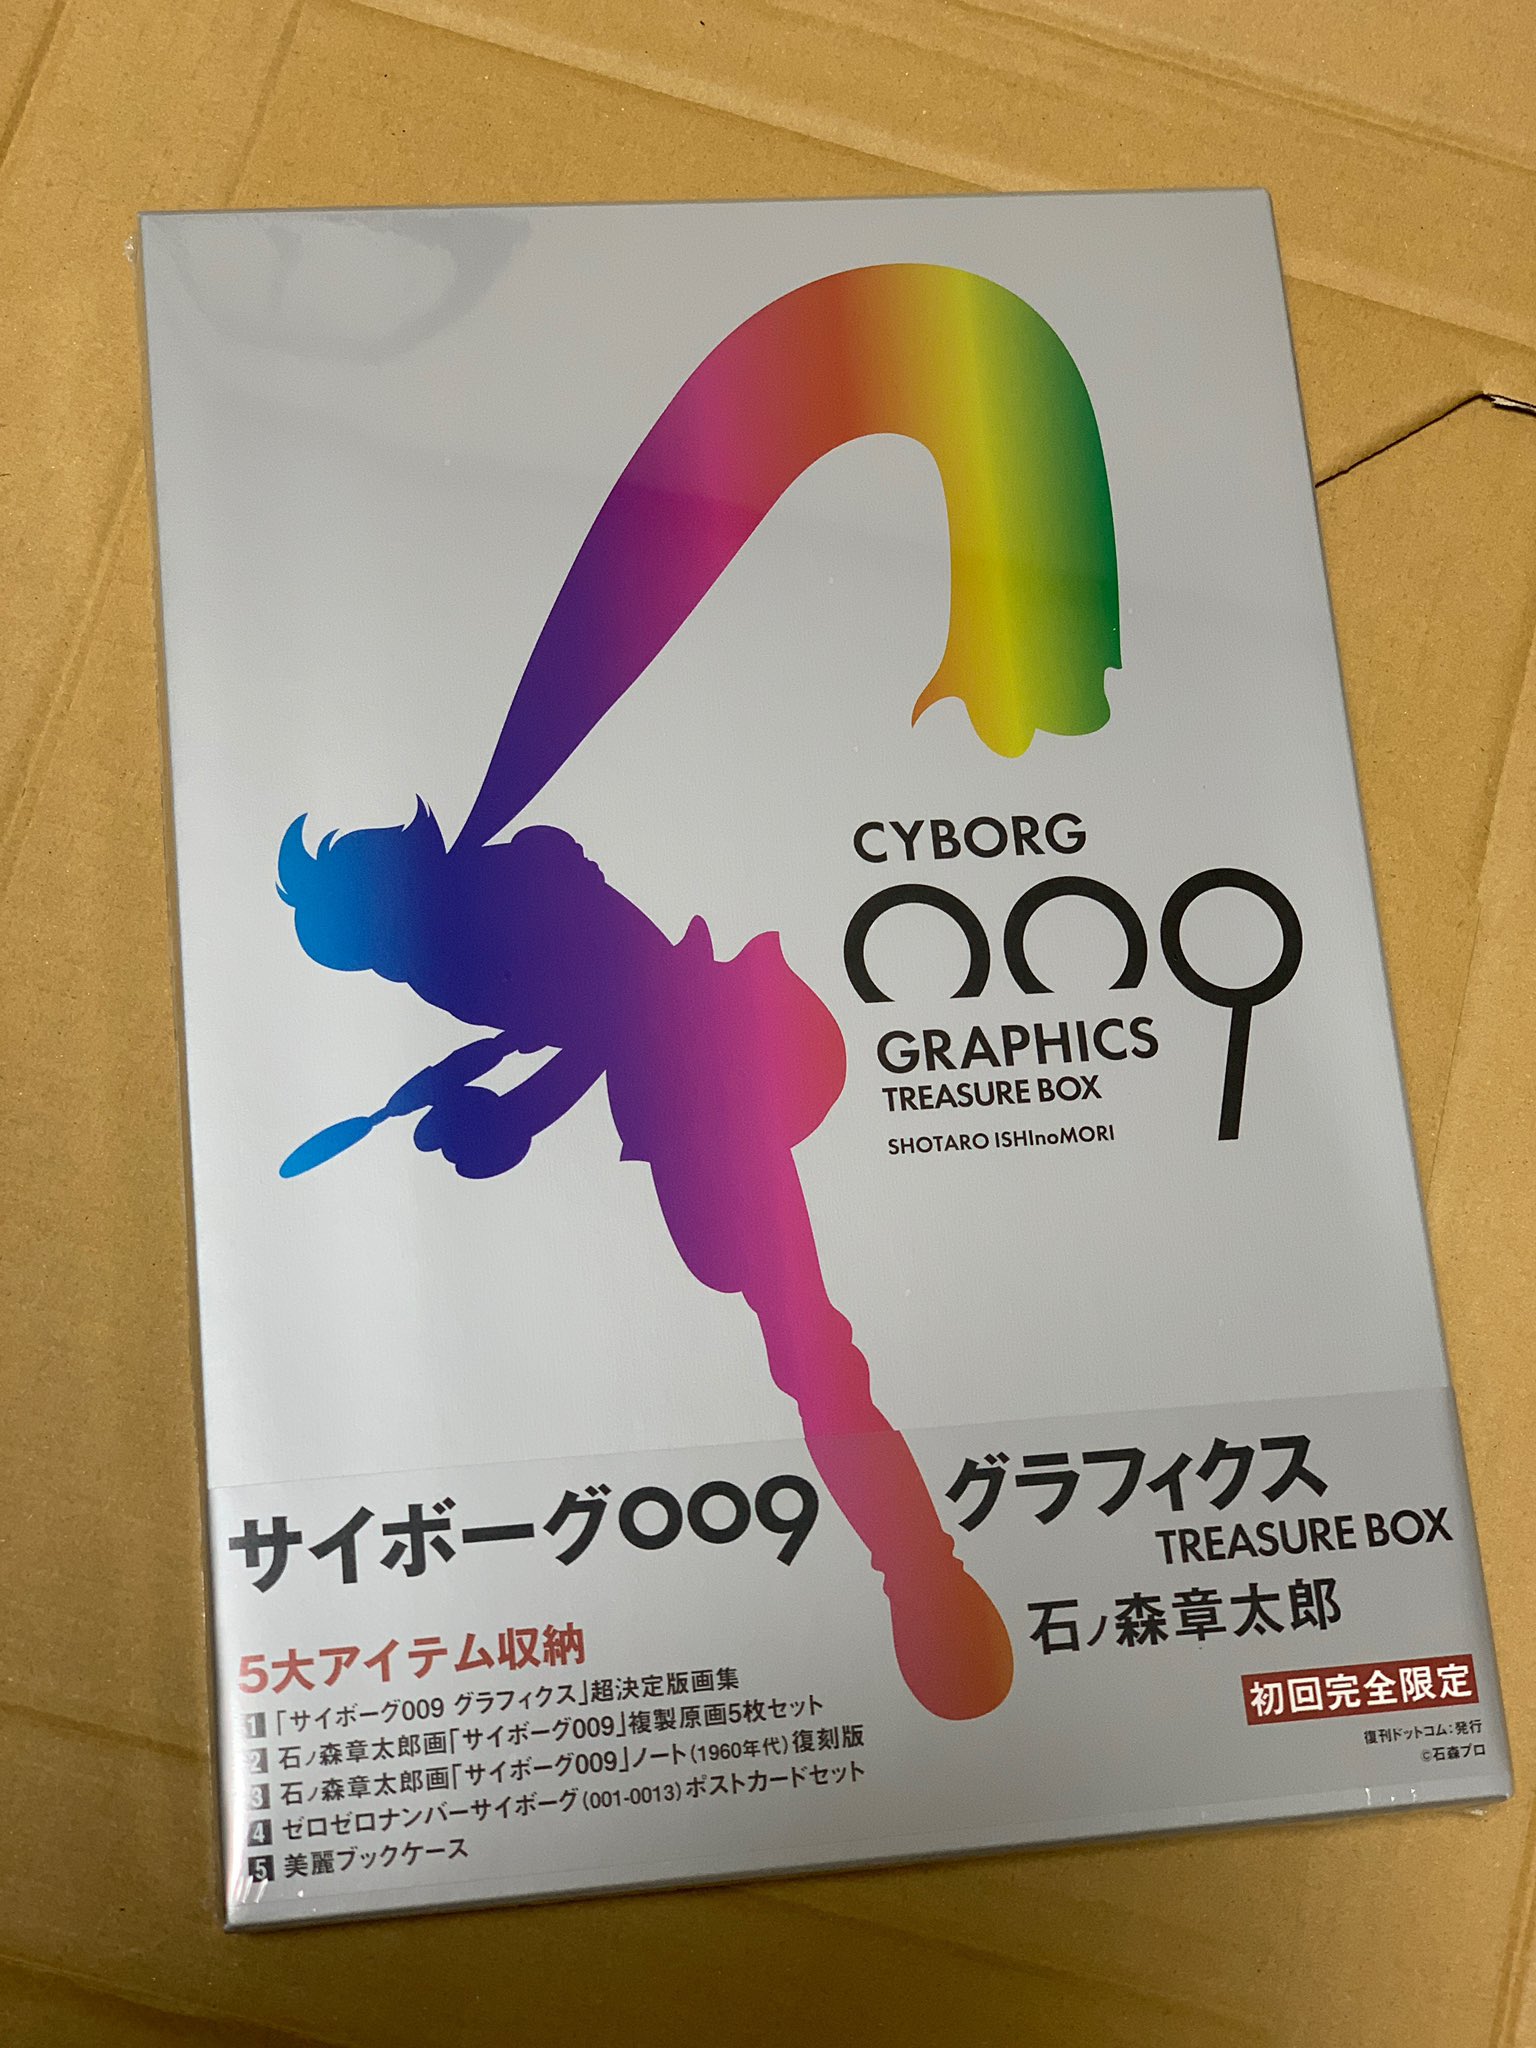 CYBORG
009
GRAPHICS
TREASURE BOX
SHOTARO ISHInoMORI
サイボーグ009
グラフィクス
TREASURE BOX
石ノ森章太郎
5大アイテム収納
1 「サイボーグ009 グラフィクス」超決定版画集
2 石ノ森章太郎画「サイボーグ009」複製原画5枚セット
3 石ノ森章太郎画「サイボーグ009」ノート(1960年代)復刻版
4 ゼロゼロナンバーサイボーグ(001-0013)ポストカードセット
5 美麗ブックケース
初回完全限定
復刊ドットコム:発行
©石森プロ